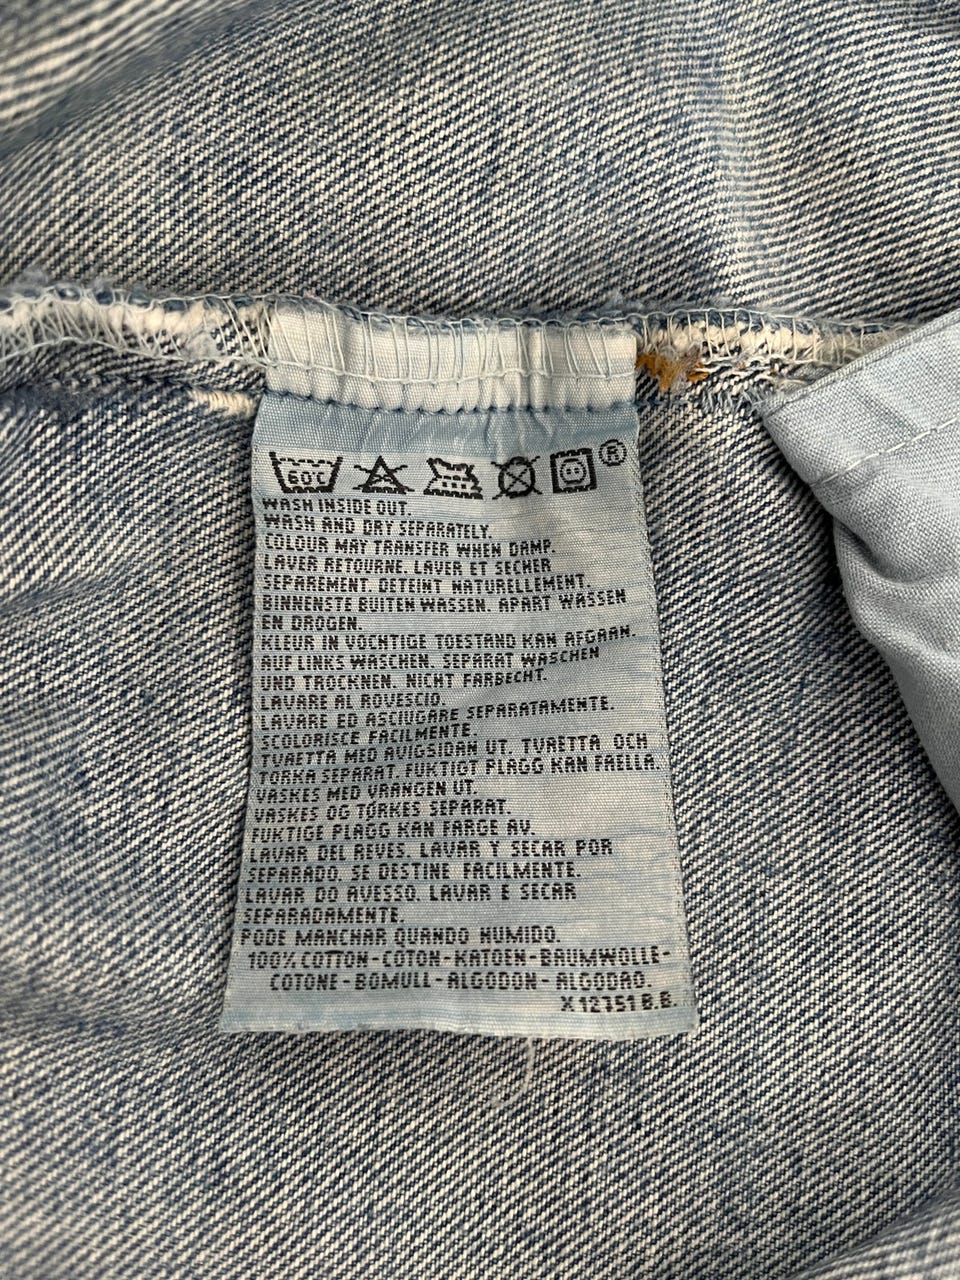 60C ®
WASH INSIDE OUT.
WASH AND DRY SEPARATELY.
COLOUR MAY TRANSFER WHEN DAMP.
LAVER RETOURNE. LAVER ET SECHER
SEPAREMENT. DETEINT NATURELLEMENT.
BINNENSTE BUITEN WASSEN. APART WASSEN
EN DROGEN.
KLEUR IN VOCHTIGE TOESTAND KAN AFGAAN.
AUF LINKS WASCHEN. SEPARAT WASCHEN
UND TROCKNEN. NICHT FARBECHT.
LAVARE AL ROVESCIO.
LAVARE ED ASCIUGARE SEPARATAMENTE.
SCOLORISCE FACILMENTE.
TVAETTA MED AVIGSIDAN UT. TVAETTA OCH
TORKA SEPARAT. FUKTIGT PLAGG KAN FAELLA.
VASKES MED VRANGEN UT.
VASKES OG TØRKES SEPARAT.
FUKTIGE PLAGG KAN FARGE AV.
LAVAR DEL REVES. LAVAR Y SECAR POR
SEPARADO. SE DESTINE FACILMENTE.
LAVAR DO AVESSO. LAVAR E SECAR
SEPARADAMENTE.
PODE MANCHAR QUANDO HUMIDO.
100% COTTON-COTON-KATOEN-BAUMWOLLE-
COTONE-BOMULL-ALGODON-ALGODAO.
X 12751 B.B.